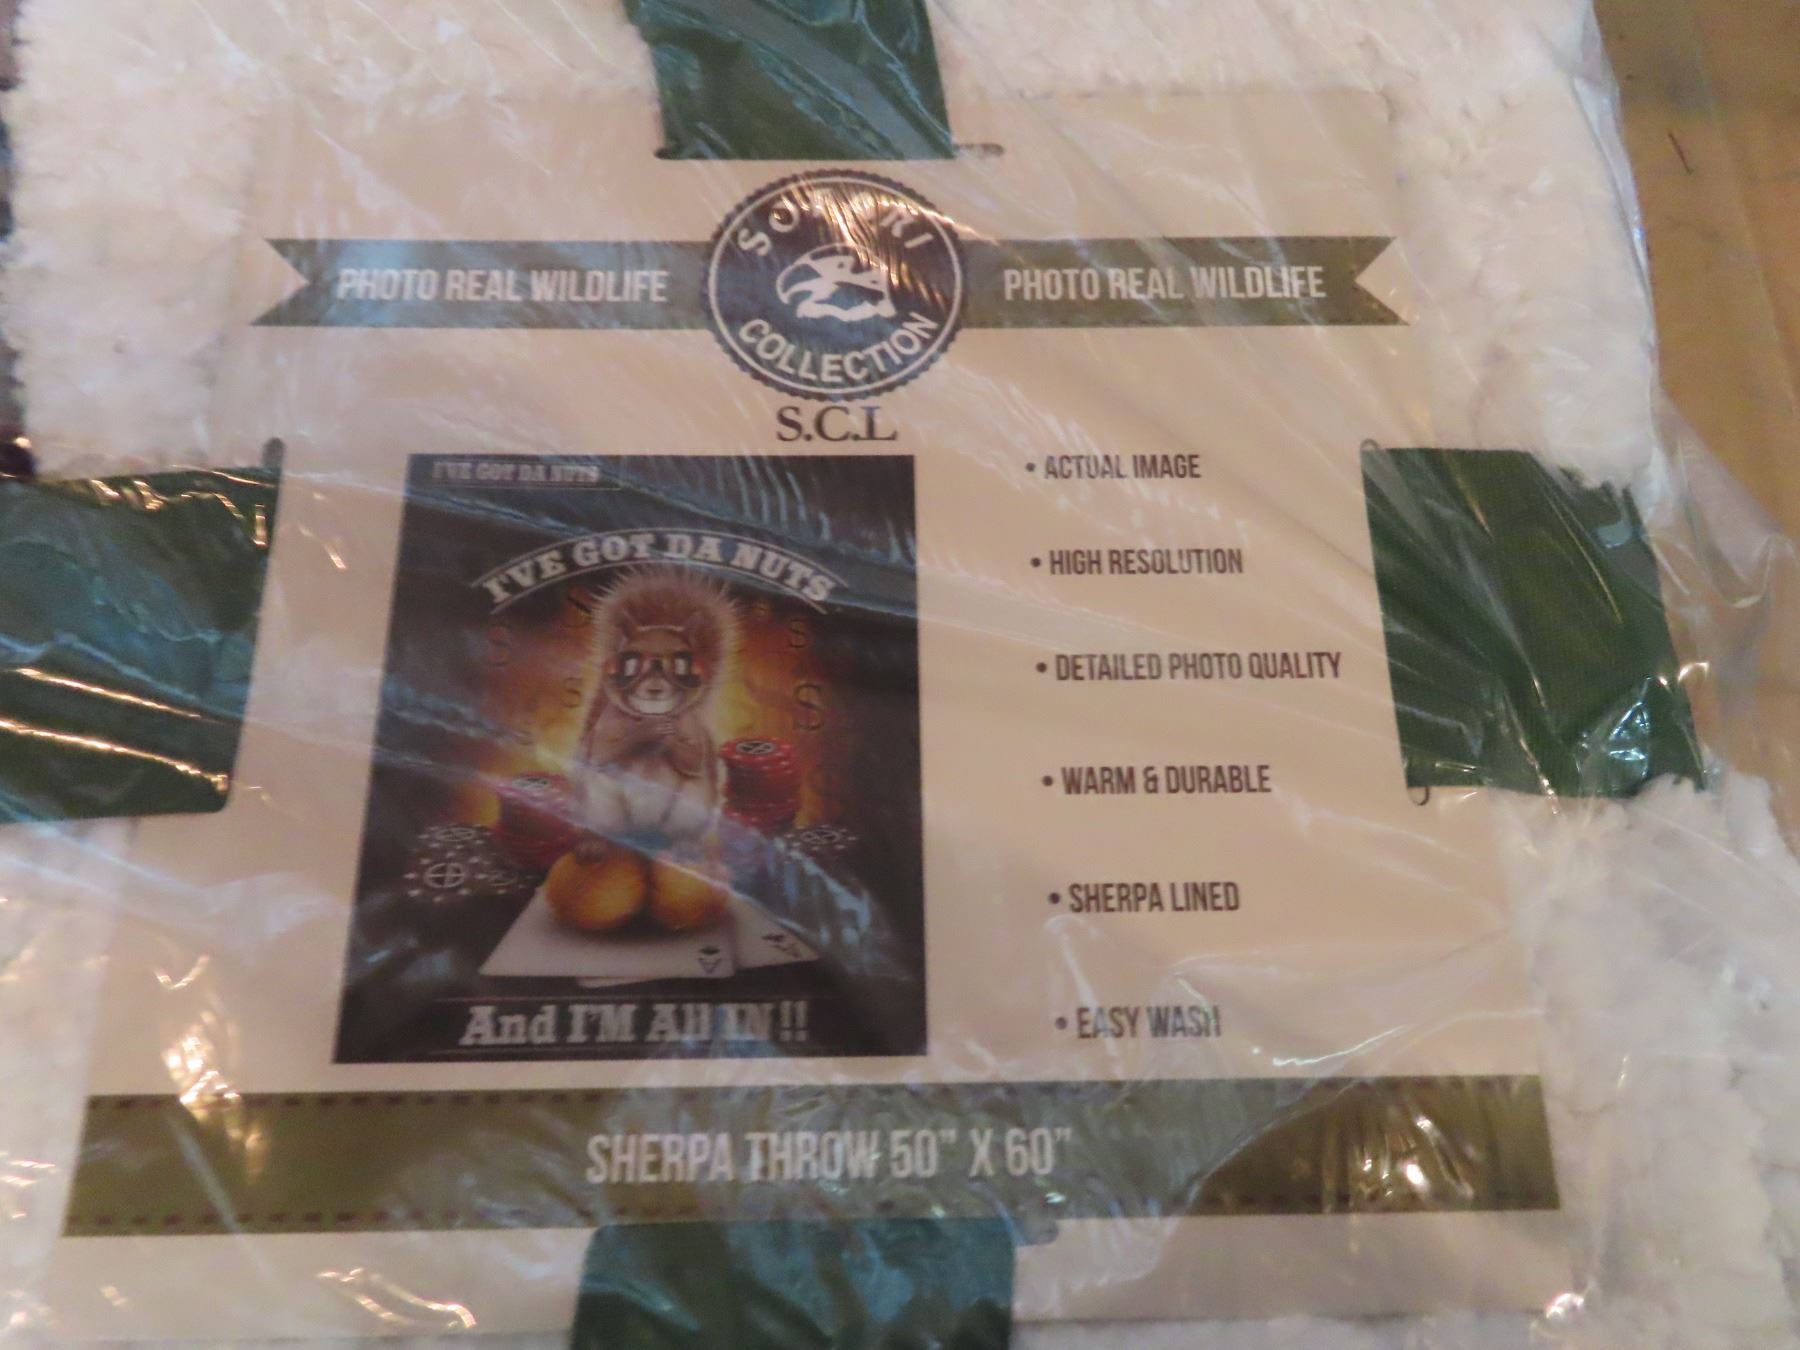 PHOTO REAL WILDLIFE
COLLECTION
PHOTO REAL WILDLIFE
S.C.L
I'VE GOT DA NUTS
I'VE GOT DA NUTS
And I'M All IN!!
• ACTUAL IMAGE
• HIGH RESOLUTION
• DETAILED PHOTO QUALITY
• WARM & DURABLE
• SHERPA LINED
• EASY WASH
SHERPA THROW 50" X 60"